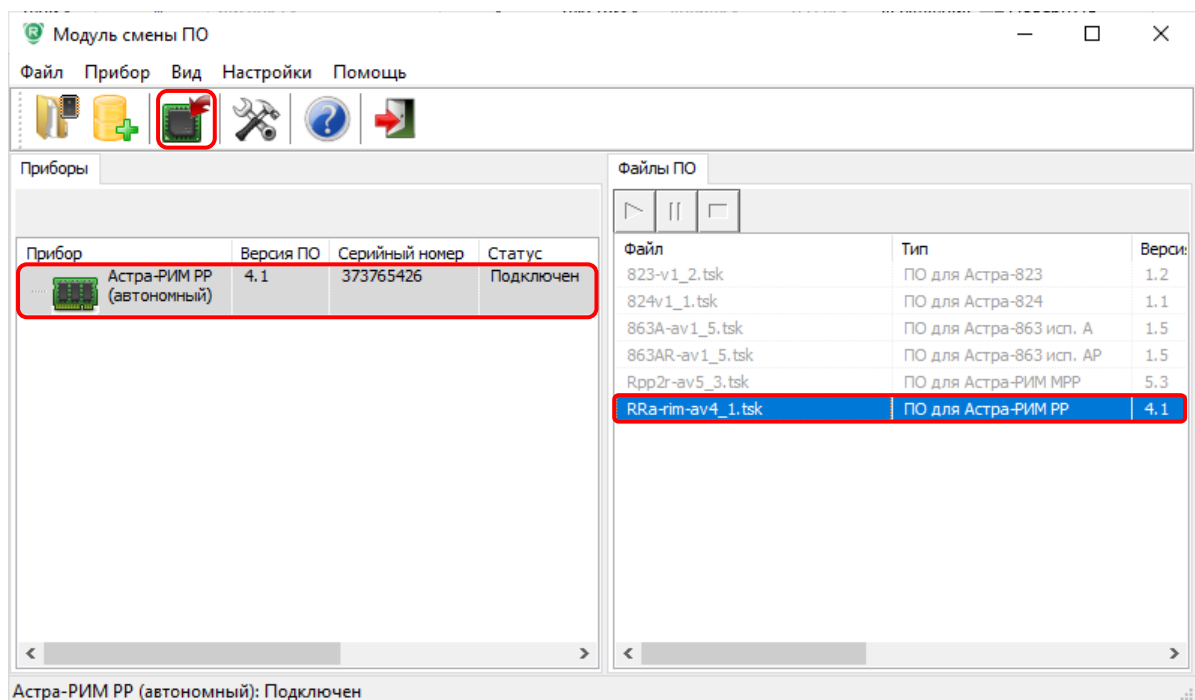 Модуль смены ПО
Файл Прибор Вид Настройки Помощь
Приборы
Прибор Версия ПО Серийный номер Статус
Астра-РИМ РР 4.1 373765426 Подключен
(автономный)
Файлы ПО
Файл Тип Версия
823-v1_2.tsk ПО для Астра-823 1.2
824v1_1.tsk ПО для Астра-824 1.1
863A-av1_5.tsk ПО для Астра-863 исп. А 1.5
863AR-av1_5.tsk ПО для Астра-863 исп. АР 1.5
Rpp2r-av5_3.tsk ПО для Астра-РИМ МРР 5.3
RRa-rim-av4_1.tsk ПО для Астра-РИМ РР 4.1
Астра-РИМ РР (автономный): Подключен